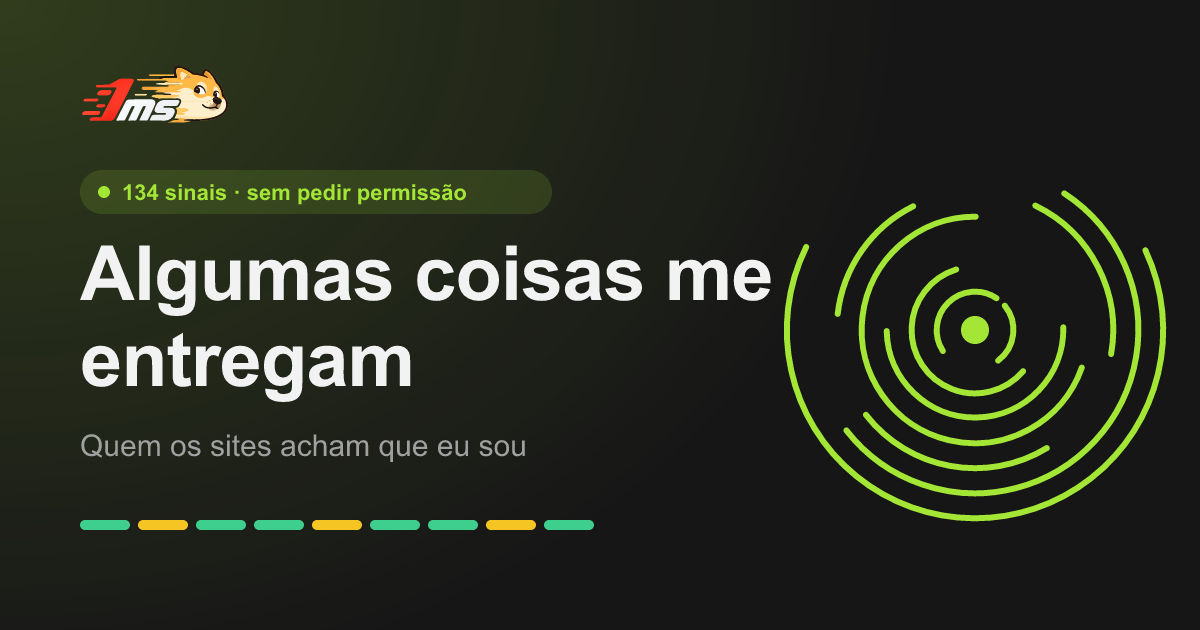 1ms
134 sinais · sem pedir permissão
Algumas coisas me
entregam
Quem os sites acham que eu sou